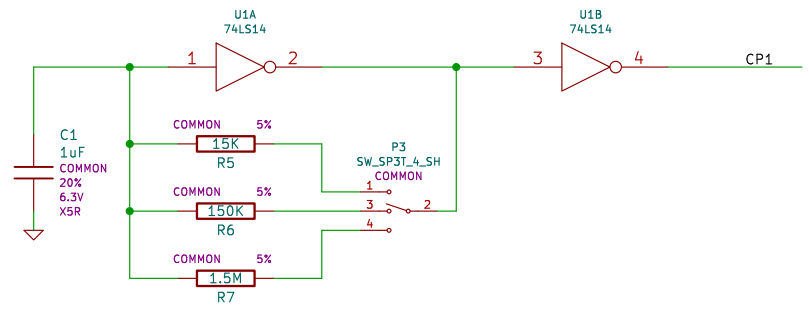 U1A
74LS14
1
2
U1B
74LS14
3
4
CP1
COMMON 5%
15K
R5
C1
1uF
COMMON
20%
6.3V
X5R
P3
SW_SP3T_4_SH
COMMON
1
3
2
4
COMMON 5%
150K
R6
COMMON 5%
1.5M
R7